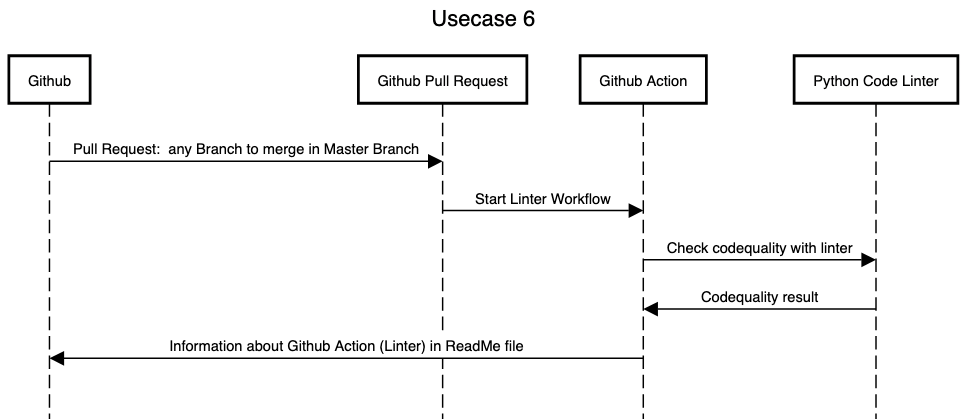 Usecase 6
Github
Github Pull Request
Github Action
Python Code Linter
Pull Request:  any Branch to merge in Master Branch
Start Linter Workflow
Check codequality with linter
Codequality result
Information about Github Action (Linter) in ReadMe file